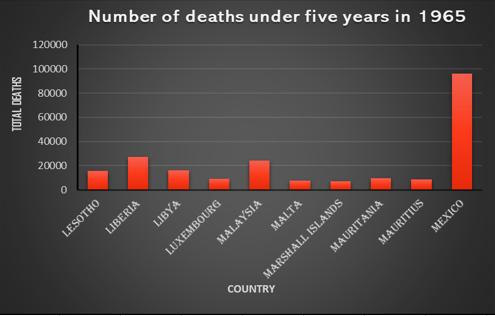 Number of deaths under five years in 1965
TOTAL DEATHS
120000
100000
80000
60000
40000
20000
0
LESOTHO
LIBERIA
LIBYA
LUXEMBOURG
MALAYSIA
MALTA
MARSHALL ISLANDS
MAURITANIA
MAURITIUS
MEXICO
COUNTRY